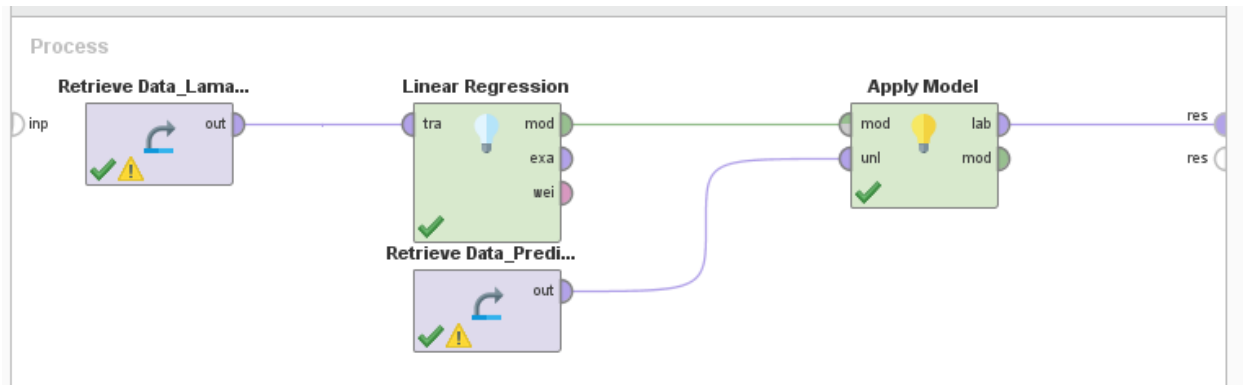 Process
Retrieve Data_Lama...
inp
out
Linear Regression
tra
mod
exa
wei
Retrieve Data_Predi...
out
Apply Model
mod
lab
unl
mod
res
res